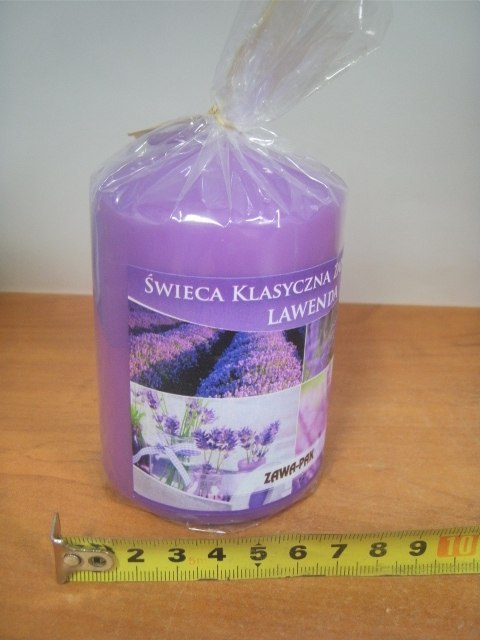 ŚWIECA KLASYCZNA
LAWENDA
ZAWA-PAK
2 3 4 5 6 7 8 9 10